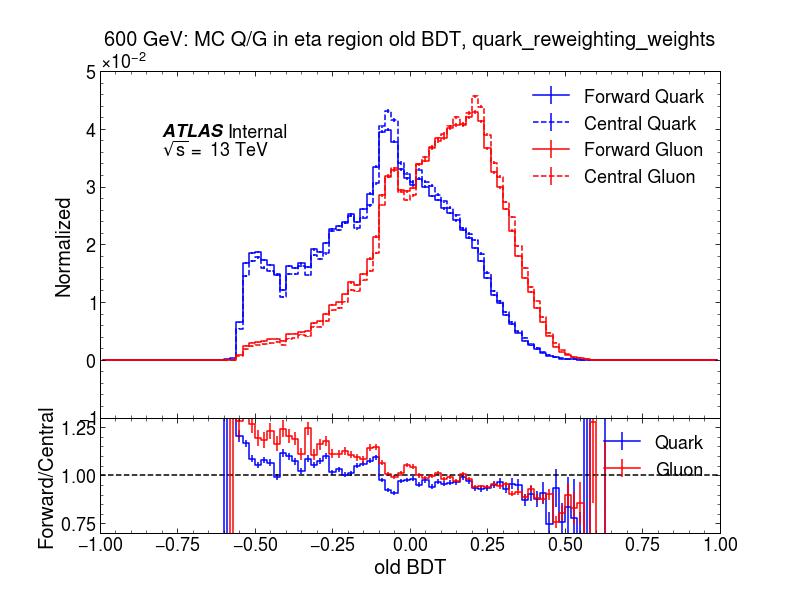 600 GeV: MC Q/G in eta region old BDT, quark_reweighting_weights
×10⁻²
5
4
3
2
1
0
1
Normalized
ATLAS Internal
√s = 13 TeV
Forward Quark
Central Quark
Forward Gluon
Central Gluon
Forward/Central
1.25
1.00
0.75
Quark
Gluon
−1.00 −0.75 −0.50 −0.25 0.00 0.25 0.50 0.75 1.00
old BDT